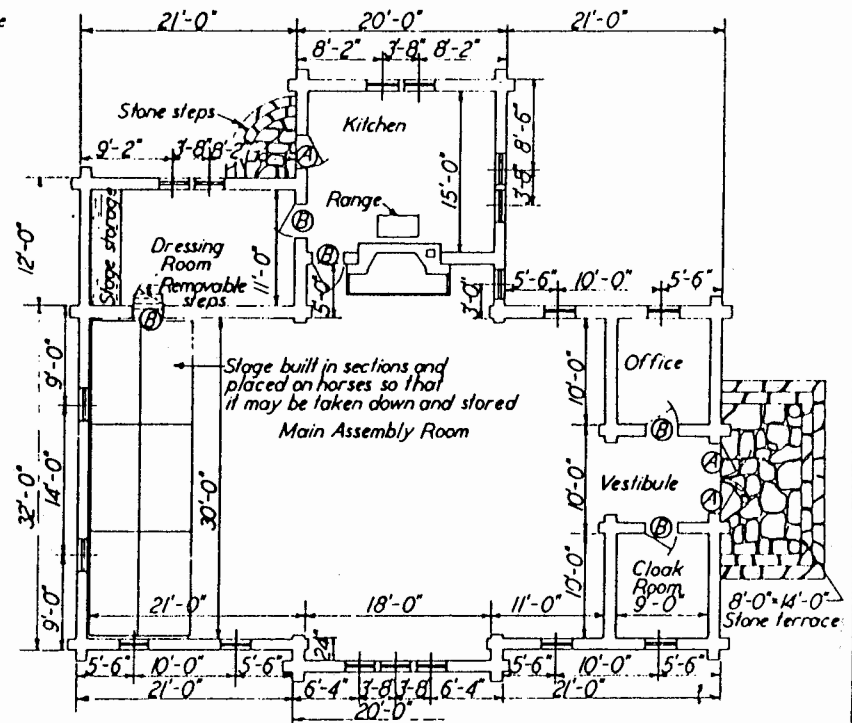 21'-0" 20'-0" 21'-0"
8'-2" 3'-8" 8'-2"
Stone steps
Kitchen
8'-6"
9'-2" 3'-8" 8'-2"
A
15'-0"
3'-8"
Stage storage
Range
B
12'-0"
Dressing
Room
Removable
steps
11'-0"
B
5'-6" 10'-0" 5'-6"
5'-0"
3'-0"
B
9'-0"
Stage built in sections and
placed on horses so that
it may be taken down and stored
Office
10'-0"
Main Assembly Room
B
32'-0"
14'-0"
A
30'-0"
10'-0"
Vestibule
A
B
9'-0"
10'-0"
Cloak
Room
21'-0" 18'-0" 11'-0" 9'-0"
8'-0"×14'-0"
Stone terrace
24"
5'-6" 10'-0" 5'-6" 6'-4" 3'-8 3'-8 6'-4" 5'-6" 10'-0" 5'-6"
21'-0" 20'-0" 21'-0"